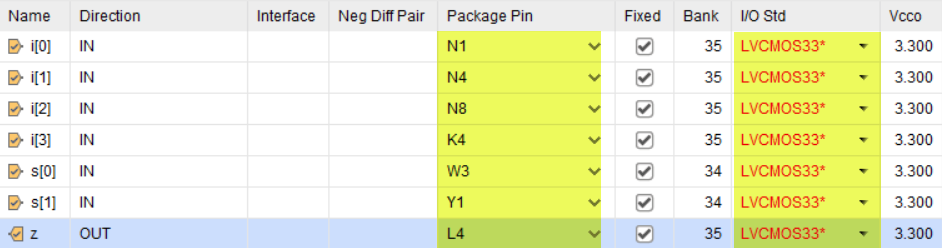 Name Direction Interface Neg Diff Pair Package Pin Fixed Bank I/O Std Vcco
i[0] IN N1 35 LVCMOS33* 3.300
i[1] IN N4 35 LVCMOS33* 3.300
i[2] IN N8 35 LVCMOS33* 3.300
i[3] IN K4 35 LVCMOS33* 3.300
s[0] IN W3 34 LVCMOS33* 3.300
s[1] IN Y1 34 LVCMOS33* 3.300
z OUT L4 35 LVCMOS33* 3.300